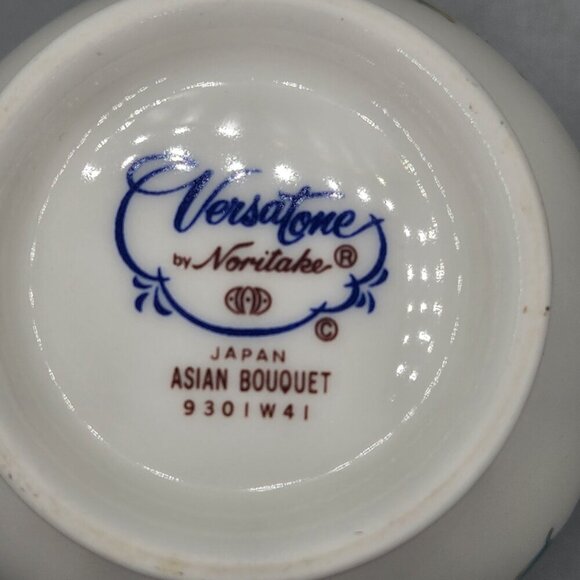 Versatone
by Noritake ®
©
JAPAN
ASIAN BOUQUET
9301W41